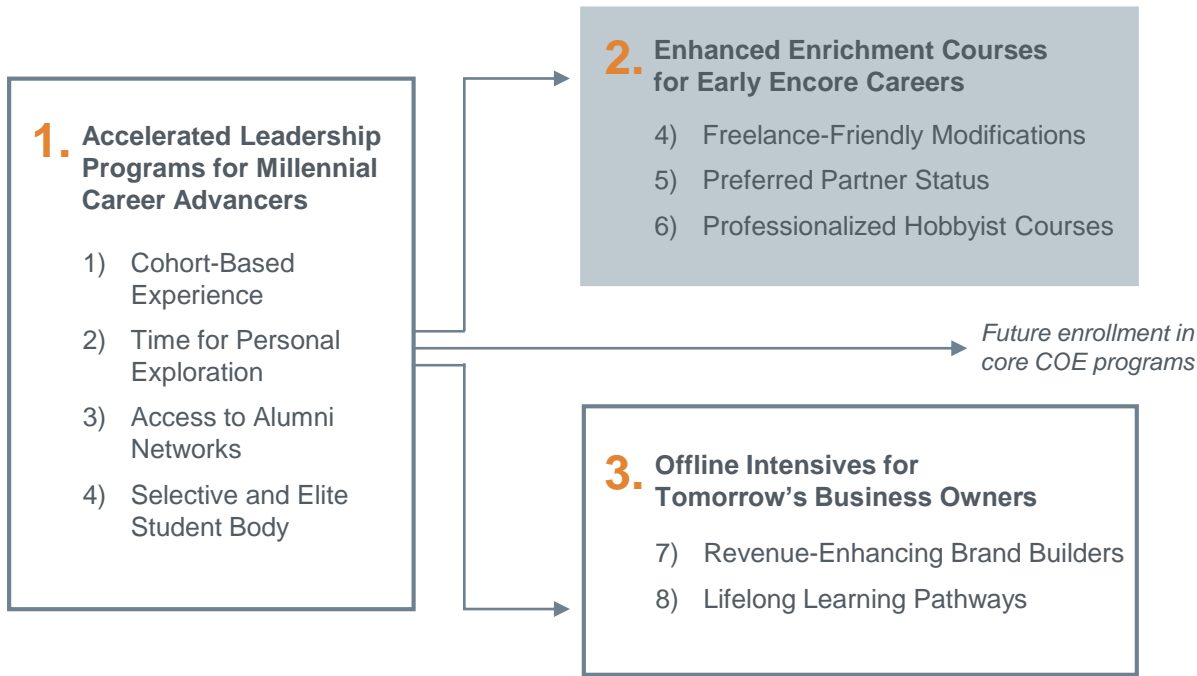 1. Accelerated Leadership
Programs for Millennial
Career Advancers
1) Cohort-Based
Experience
2) Time for Personal
Exploration
3) Access to Alumni
Networks
4) Selective and Elite
Student Body
2. Enhanced Enrichment Courses
for Early Encore Careers
4) Freelance-Friendly Modifications
5) Preferred Partner Status
6) Professionalized Hobbyist Courses
Future enrollment in
core COE programs
3. Offline Intensives for
Tomorrow’s Business Owners
7) Revenue-Enhancing Brand Builders
8) Lifelong Learning Pathways